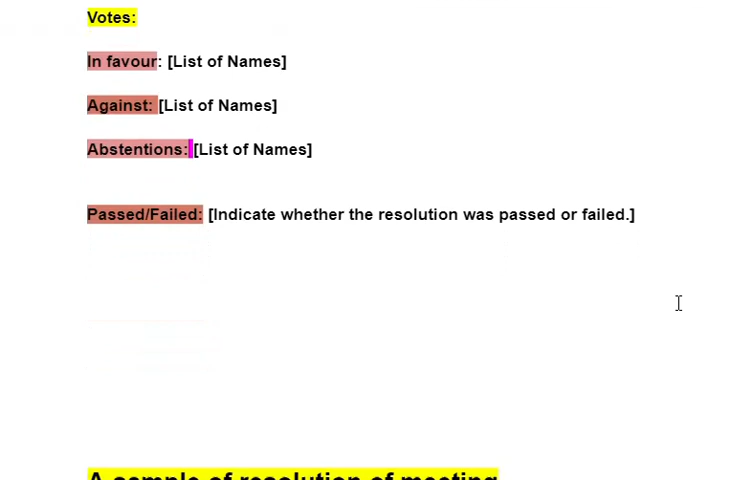 Votes:
In favour: [List of Names]
Against: [List of Names]
Abstentions: [List of Names]
Passed/Failed: [Indicate whether the resolution was passed or failed.]
A sample of resolution of meeting